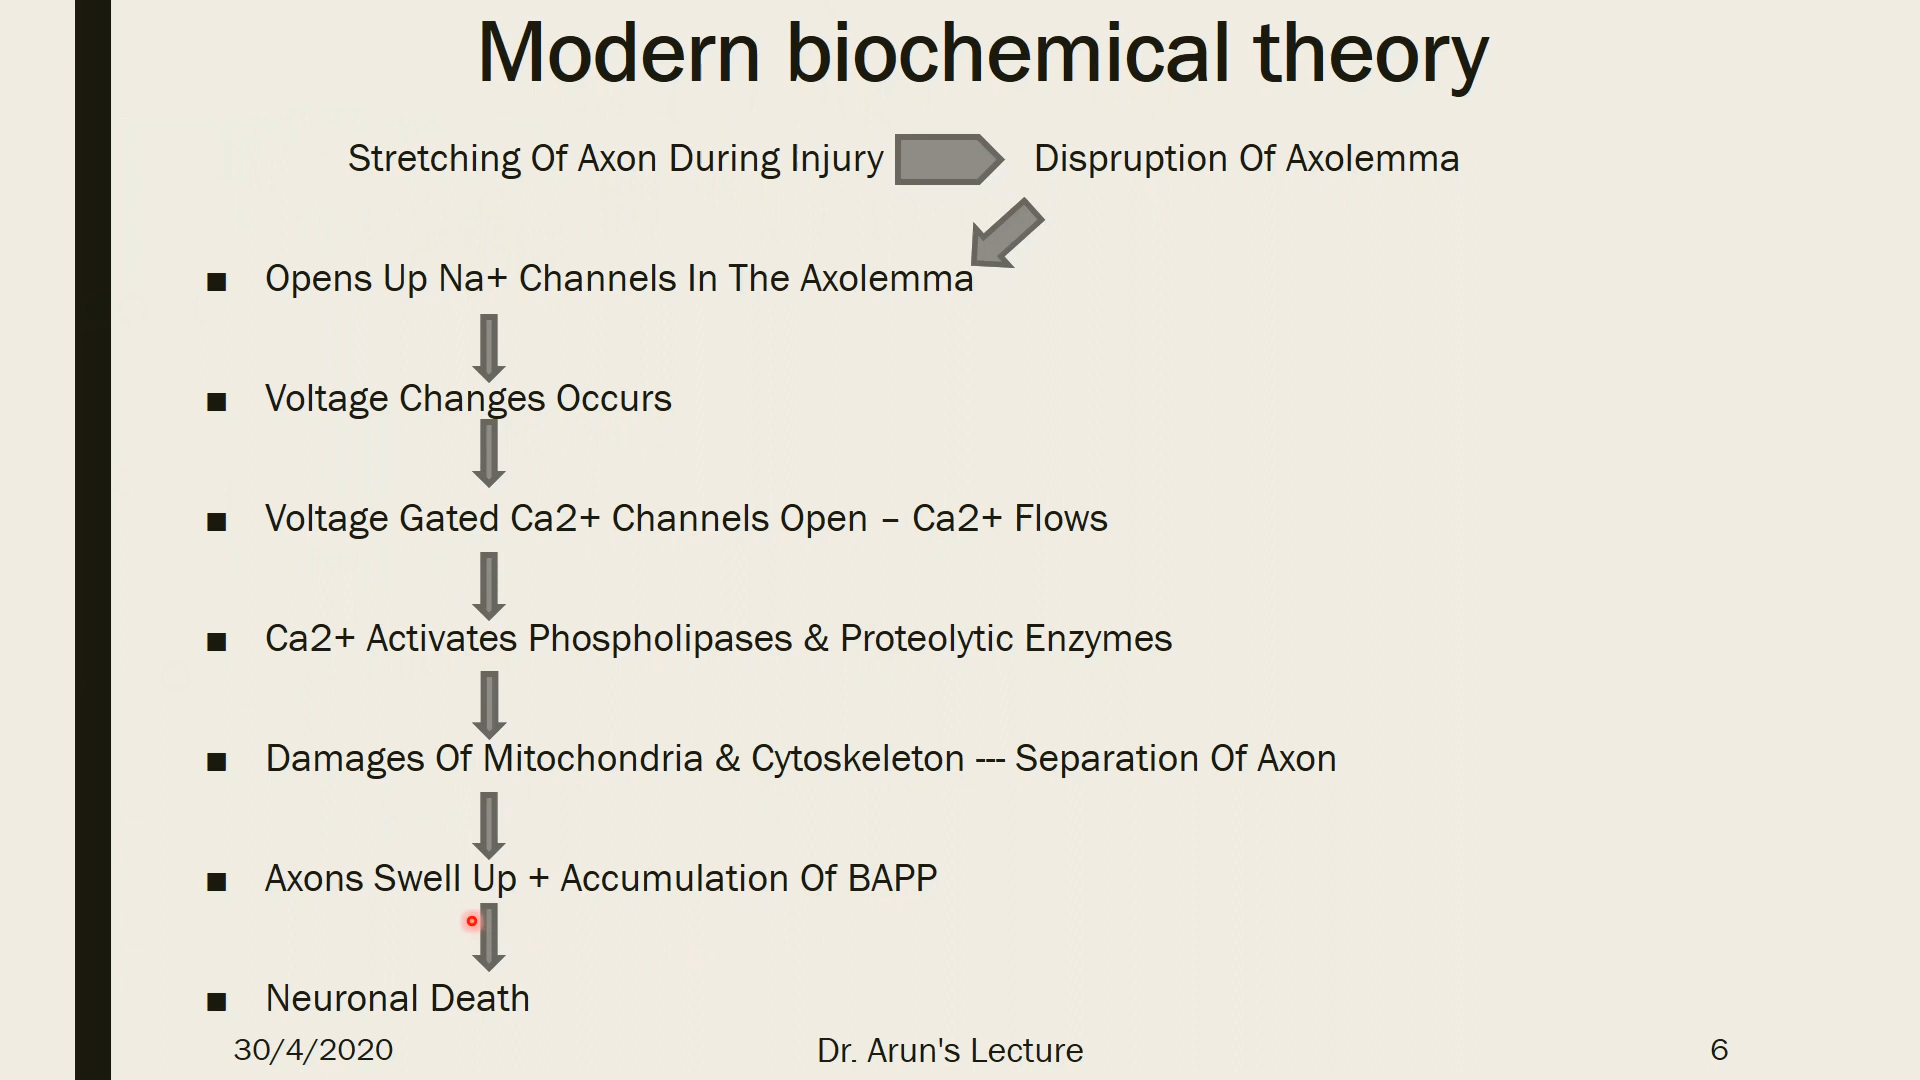 Modern biochemical theory
Stretching Of Axon During Injury Dispruption Of Axolemma
■ Opens Up Na+ Channels In The Axolemma
■ Voltage Changes Occurs
■ Voltage Gated Ca2+ Channels Open – Ca2+ Flows
■ Ca2+ Activates Phospholipases & Proteolytic Enzymes
■ Damages Of Mitochondria & Cytoskeleton --- Separation Of Axon
■ Axons Swell Up + Accumulation Of BAPP
■ Neuronal Death
30/4/2020 Dr. Arun's Lecture 6